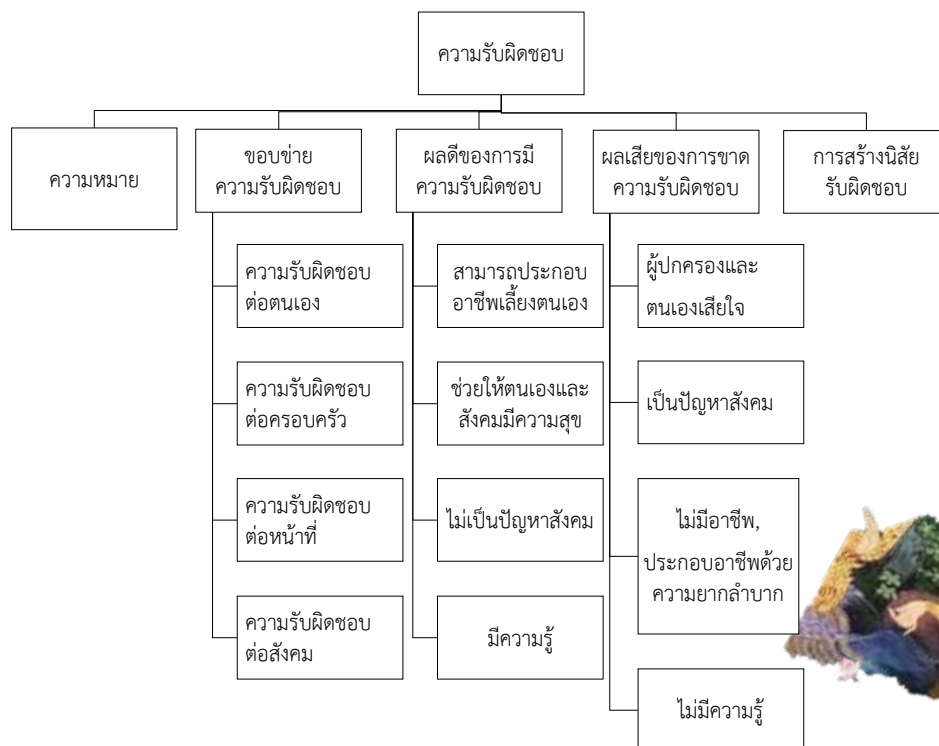 ความรับผิดชอบ
ความหมาย
ขอบข่าย
ความรับผิดชอบ
ผลดีของการมี
ความรับผิดชอบ
ผลเสียของการขาด
ความรับผิดชอบ
การสร้างนิสัย
รับผิดชอบ
ความรับผิดชอบ
ต่อตนเอง
ความรับผิดชอบ
ต่อครอบครัว
ความรับผิดชอบ
ต่อหน้าที่
ความรับผิดชอบ
ต่อสังคม
สามารถประกอบ
อาชีพเลี้ยงตนเอง
ช่วยให้ตนเองและ
สังคมมีความสุข
ไม่เป็นปัญหาสังคม
มีความรู้
ผู้ปกครองและ
ตนเองเสียใจ
เป็นปัญหาสังคม
ไม่มีอาชีพ,
ประกอบอาชีพด้วย
ความยากลำบาก
ไม่มีความรู้